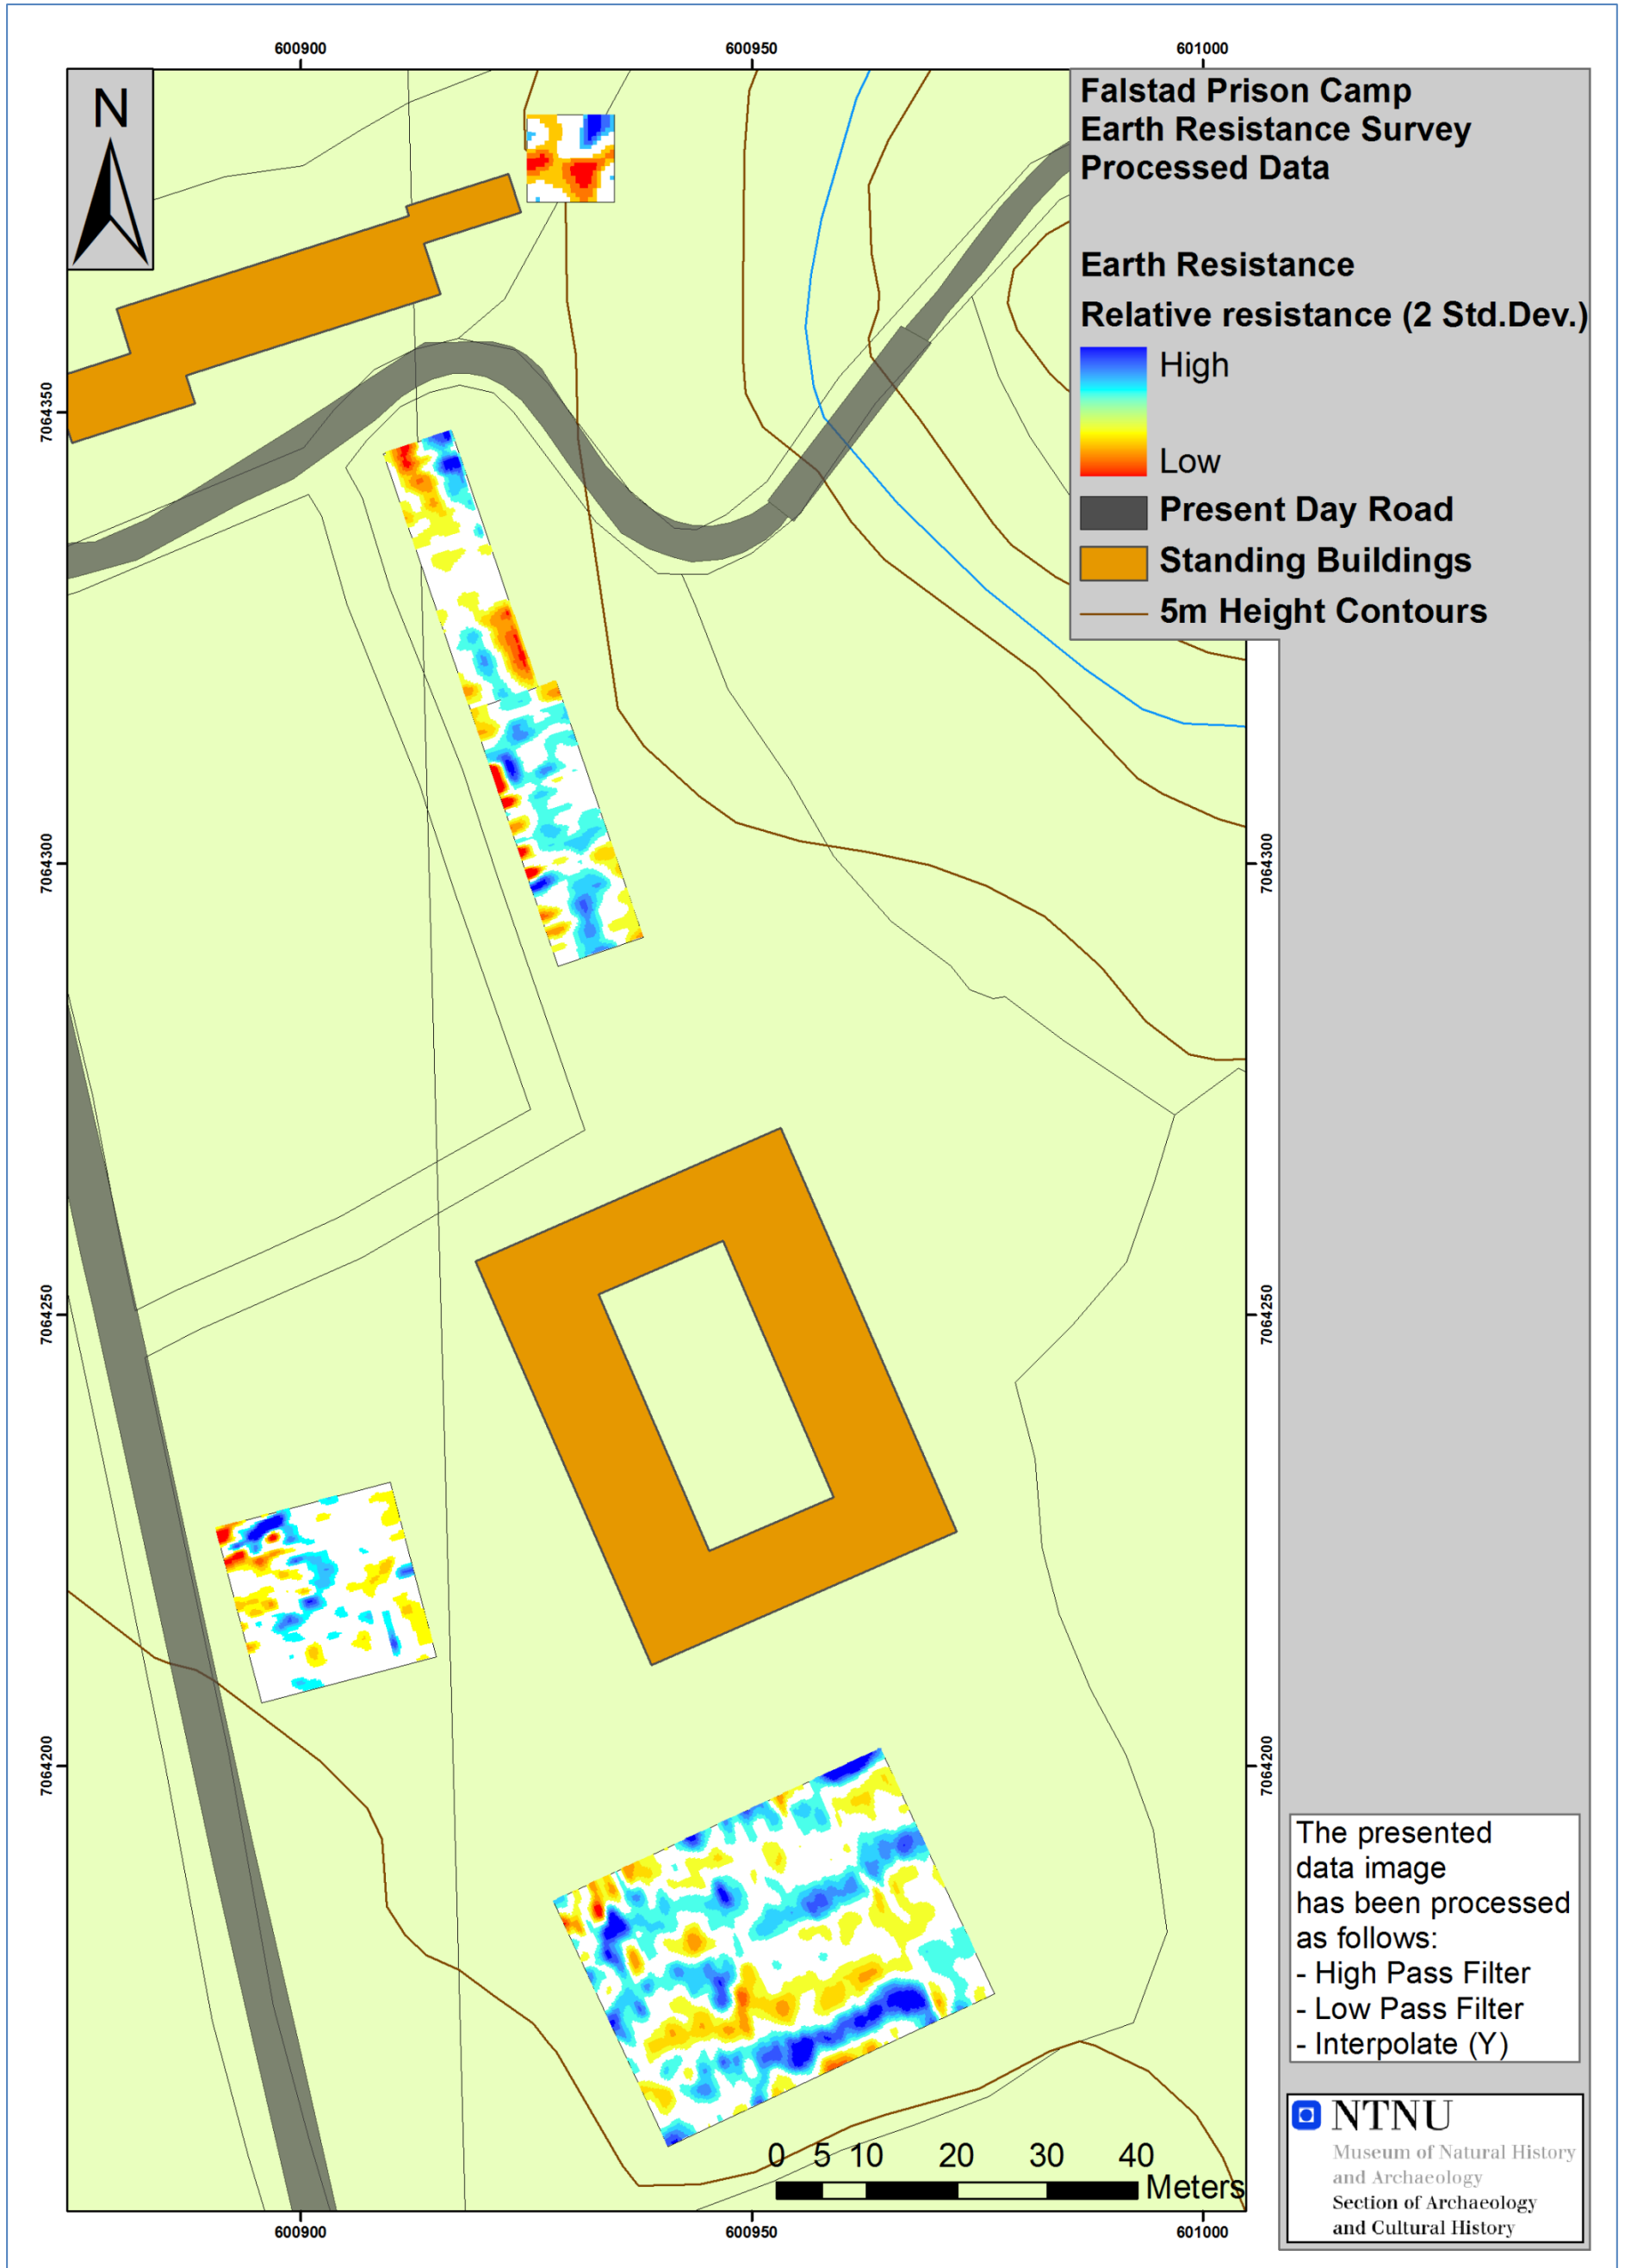 600900
600950
601000
N
Falstad Prison Camp
Earth Resistance Survey
Processed Data
Earth Resistance
Relative resistance (2 Std.Dev.)
High
Low
Present Day Road
Standing Buildings
5m Height Contours
7064350
7064300
7064300
7064250
7064250
7064200
7064200
The presented
data image
has been processed
as follows:
- High Pass Filter
- Low Pass Filter
- Interpolate (Y)
NTNU
Museum of Natural History
and Archaeology
Section of Archaeology
and Cultural History
0 5 10 20 30 40
Meters
600900
600950
601000